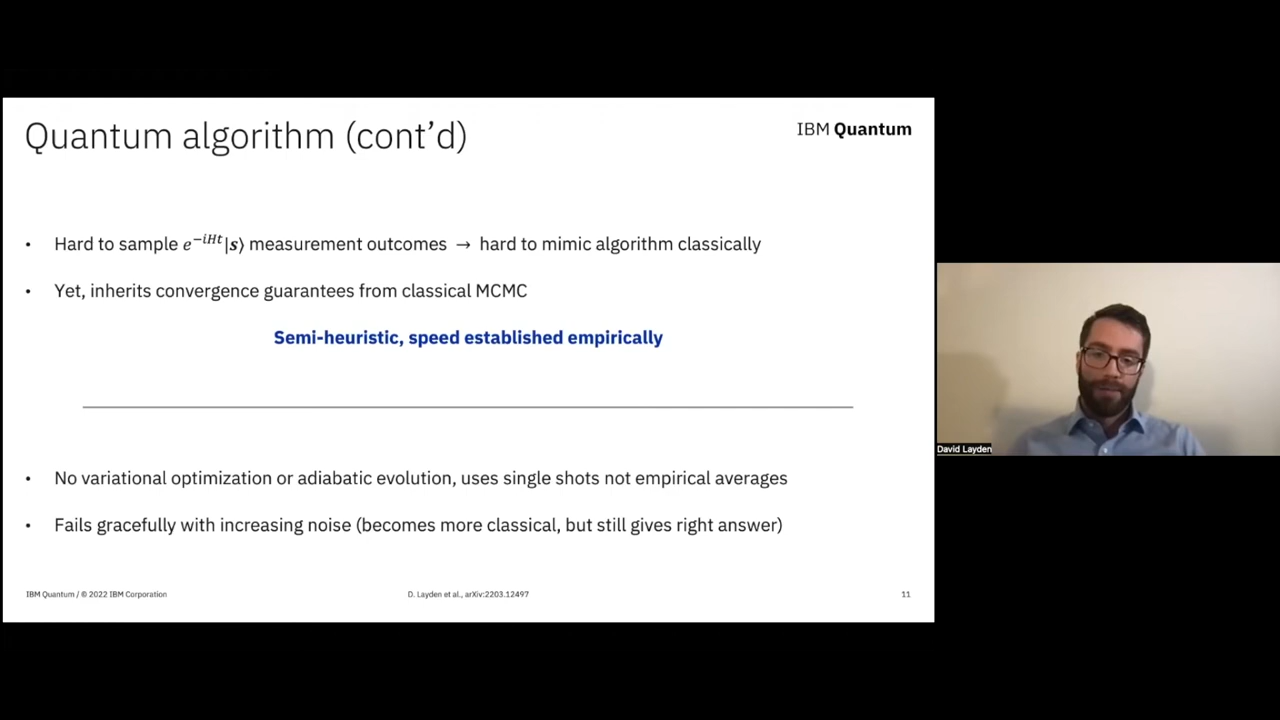 Quantum algorithm (cont'd)
IBM Quantum
• Hard to sample e^{-iHt}|s⟩ measurement outcomes → hard to mimic algorithm classically
• Yet, inherits convergence guarantees from classical MCMC
Semi-heuristic, speed established empirically
• No variational optimization or adiabatic evolution, uses single shots not empirical averages
• Fails gracefully with increasing noise (becomes more classical, but still gives right answer)
IBM Quantum / © 2022 IBM Corporation
D. Layden et al., arXiv:2203.12497
11
David Layden